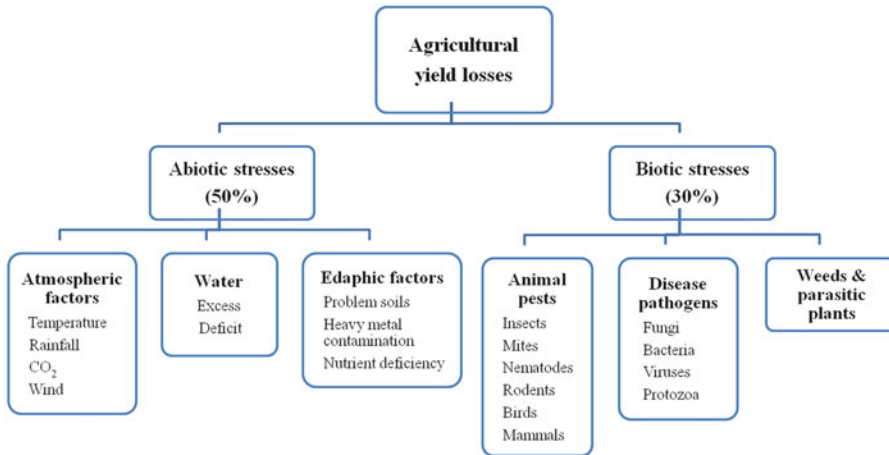 Agricultural
yield losses
Abiotic stresses
(50%)
Biotic stresses
(30%)
Atmospheric
factors
Temperature
Rainfall
CO₂
Wind
Water
Excess
Deficit
Edaphic factors
Problem soils
Heavy metal
contamination
Nutrient deficiency
Animal
pests
Insects
Mites
Nematodes
Rodents
Birds
Mammals
Disease
pathogens
Fungi
Bacteria
Viruses
Protozoa
Weeds &
parasitic
plants